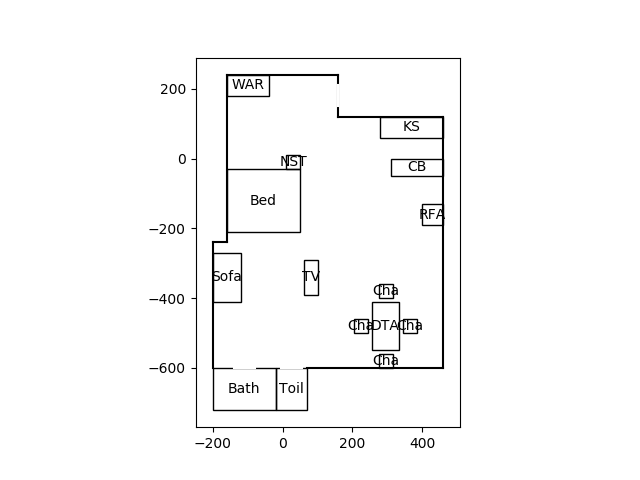 200
WAR
KS
0
NST
CB
Bed
RFA
−200
Sofa
TV
Cha
−400
Cha
DTA
Cha
Cha
−600
Bath
Toil
−200
0
200
400